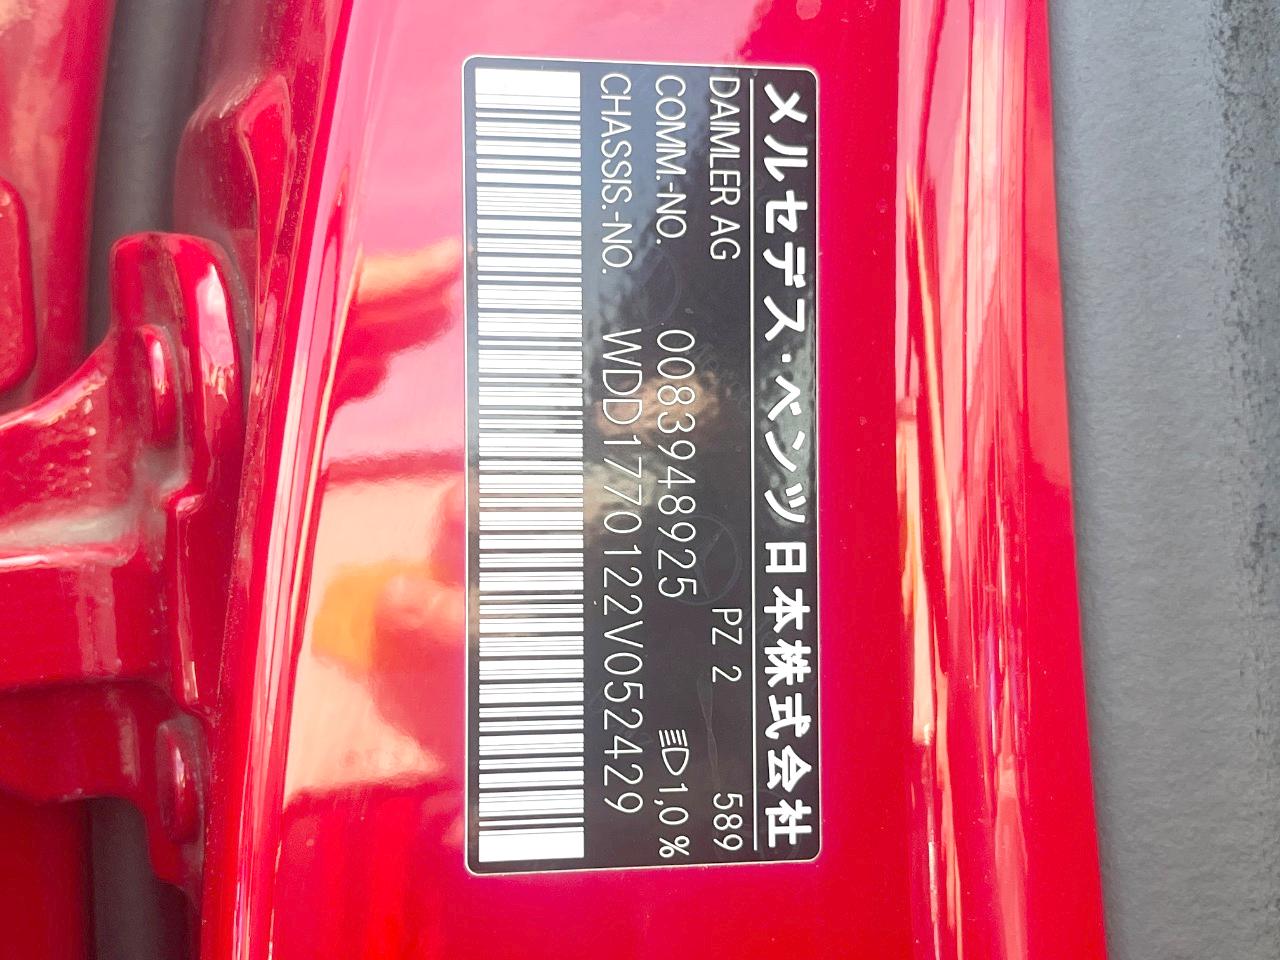 メルセデス・ベンツ日本株式会社
DAIMLER AG PZ 2 589
COMM.-NO. 0083948925 1,0%
CHASSIS.-NO. WDD1770122V052429